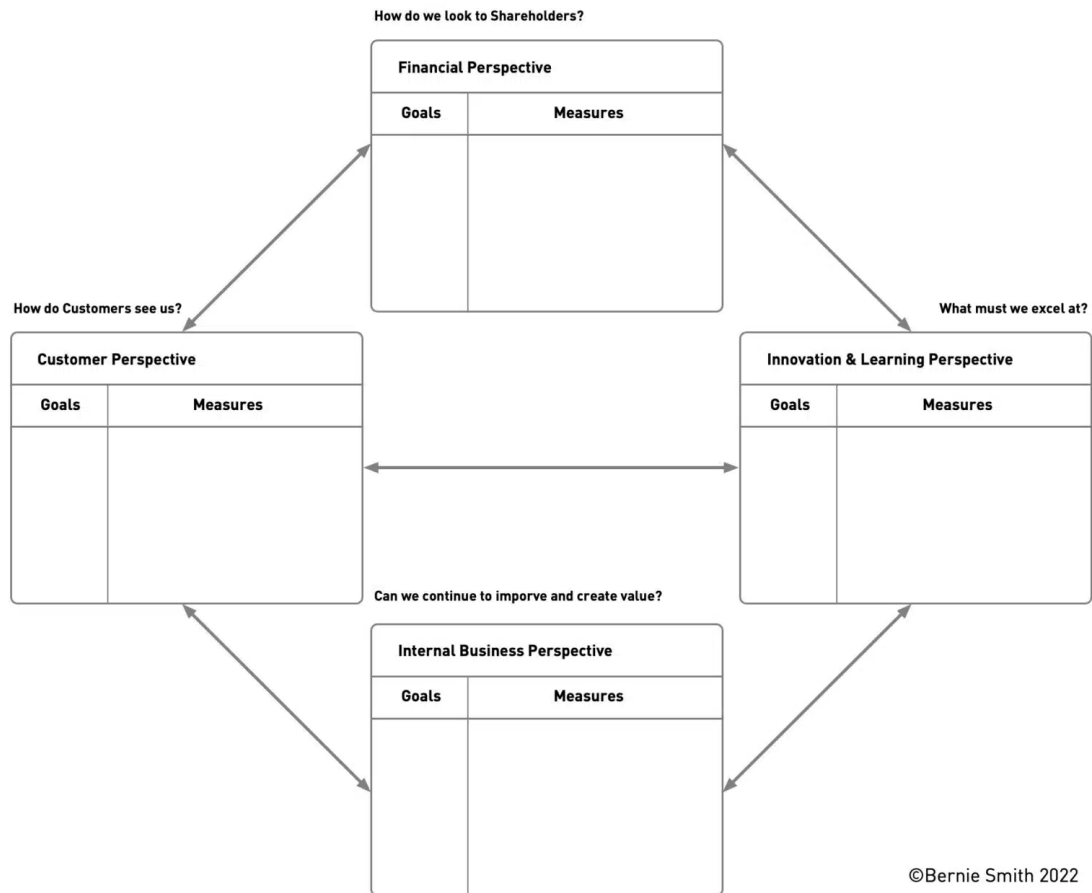 How do we look to Shareholders?
Financial Perspective
Goals Measures
How do Customers see us?
Customer Perspective
Goals Measures
What must we excel at?
Innovation & Learning Perspective
Goals Measures
Can we continue to imporve and create value?
Internal Business Perspective
Goals Measures
©Bernie Smith 2022